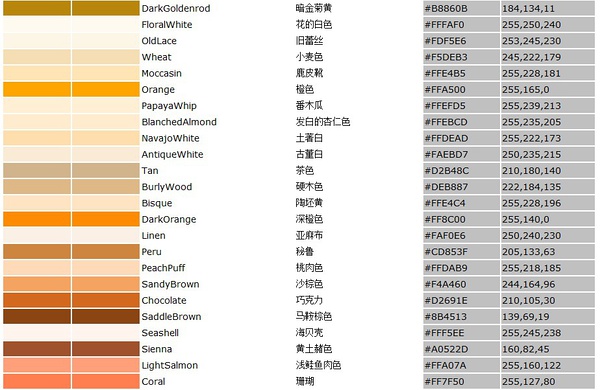 DarkGoldenrod 暗金菊黄 #B8860B 184,134,11
FloralWhite 花的白色 #FFFAF0 255,250,240
OldLace 旧蕾丝 #FDF5E6 253,245,230
Wheat 小麦色 #F5DEB3 245,222,179
Moccasin 鹿皮靴 #FFE4B5 255,228,181
Orange 橙色 #FFA500 255,165,0
PapayaWhip 番木瓜 #FFEFD5 255,239,213
BlanchedAlmond 发白的杏仁色 #FFEBCD 255,235,205
NavajoWhite 土著白 #FFDEAD 255,222,173
AntiqueWhite 古董白 #FAEBD7 250,235,215
Tan 茶色 #D2B48C 210,180,140
BurlyWood 硬木色 #DEB887 222,184,135
Bisque 陶坯黄 #FFE4C4 255,228,196
DarkOrange 深橙色 #FF8C00 255,140,0
Linen 亚麻布 #FAF0E6 250,240,230
Peru 秘鲁 #CD853F 205,133,63
PeachPuff 桃肉色 #FFDAB9 255,218,185
SandyBrown 沙棕色 #F4A460 244,164,96
Chocolate 巧克力 #D2691E 210,105,30
SaddleBrown 马鞍棕色 #8B4513 139,69,19
Seashell 海贝壳 #FFF5EE 255,245,238
Sienna 黄土赭色 #A0522D 160,82,45
LightSalmon 浅鲑鱼肉色 #FFA07A 255,160,122
Coral 珊瑚 #FF7F50 255,127,80